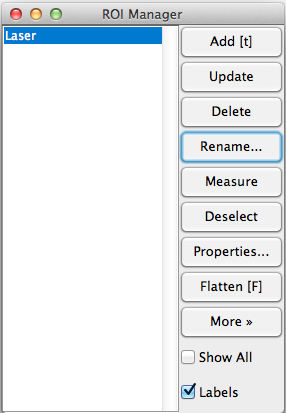 ROI Manager
Laser
Add [t]
Update
Delete
Rename...
Measure
Deselect
Properties...
Flatten [F]
More »
Show All
Labels